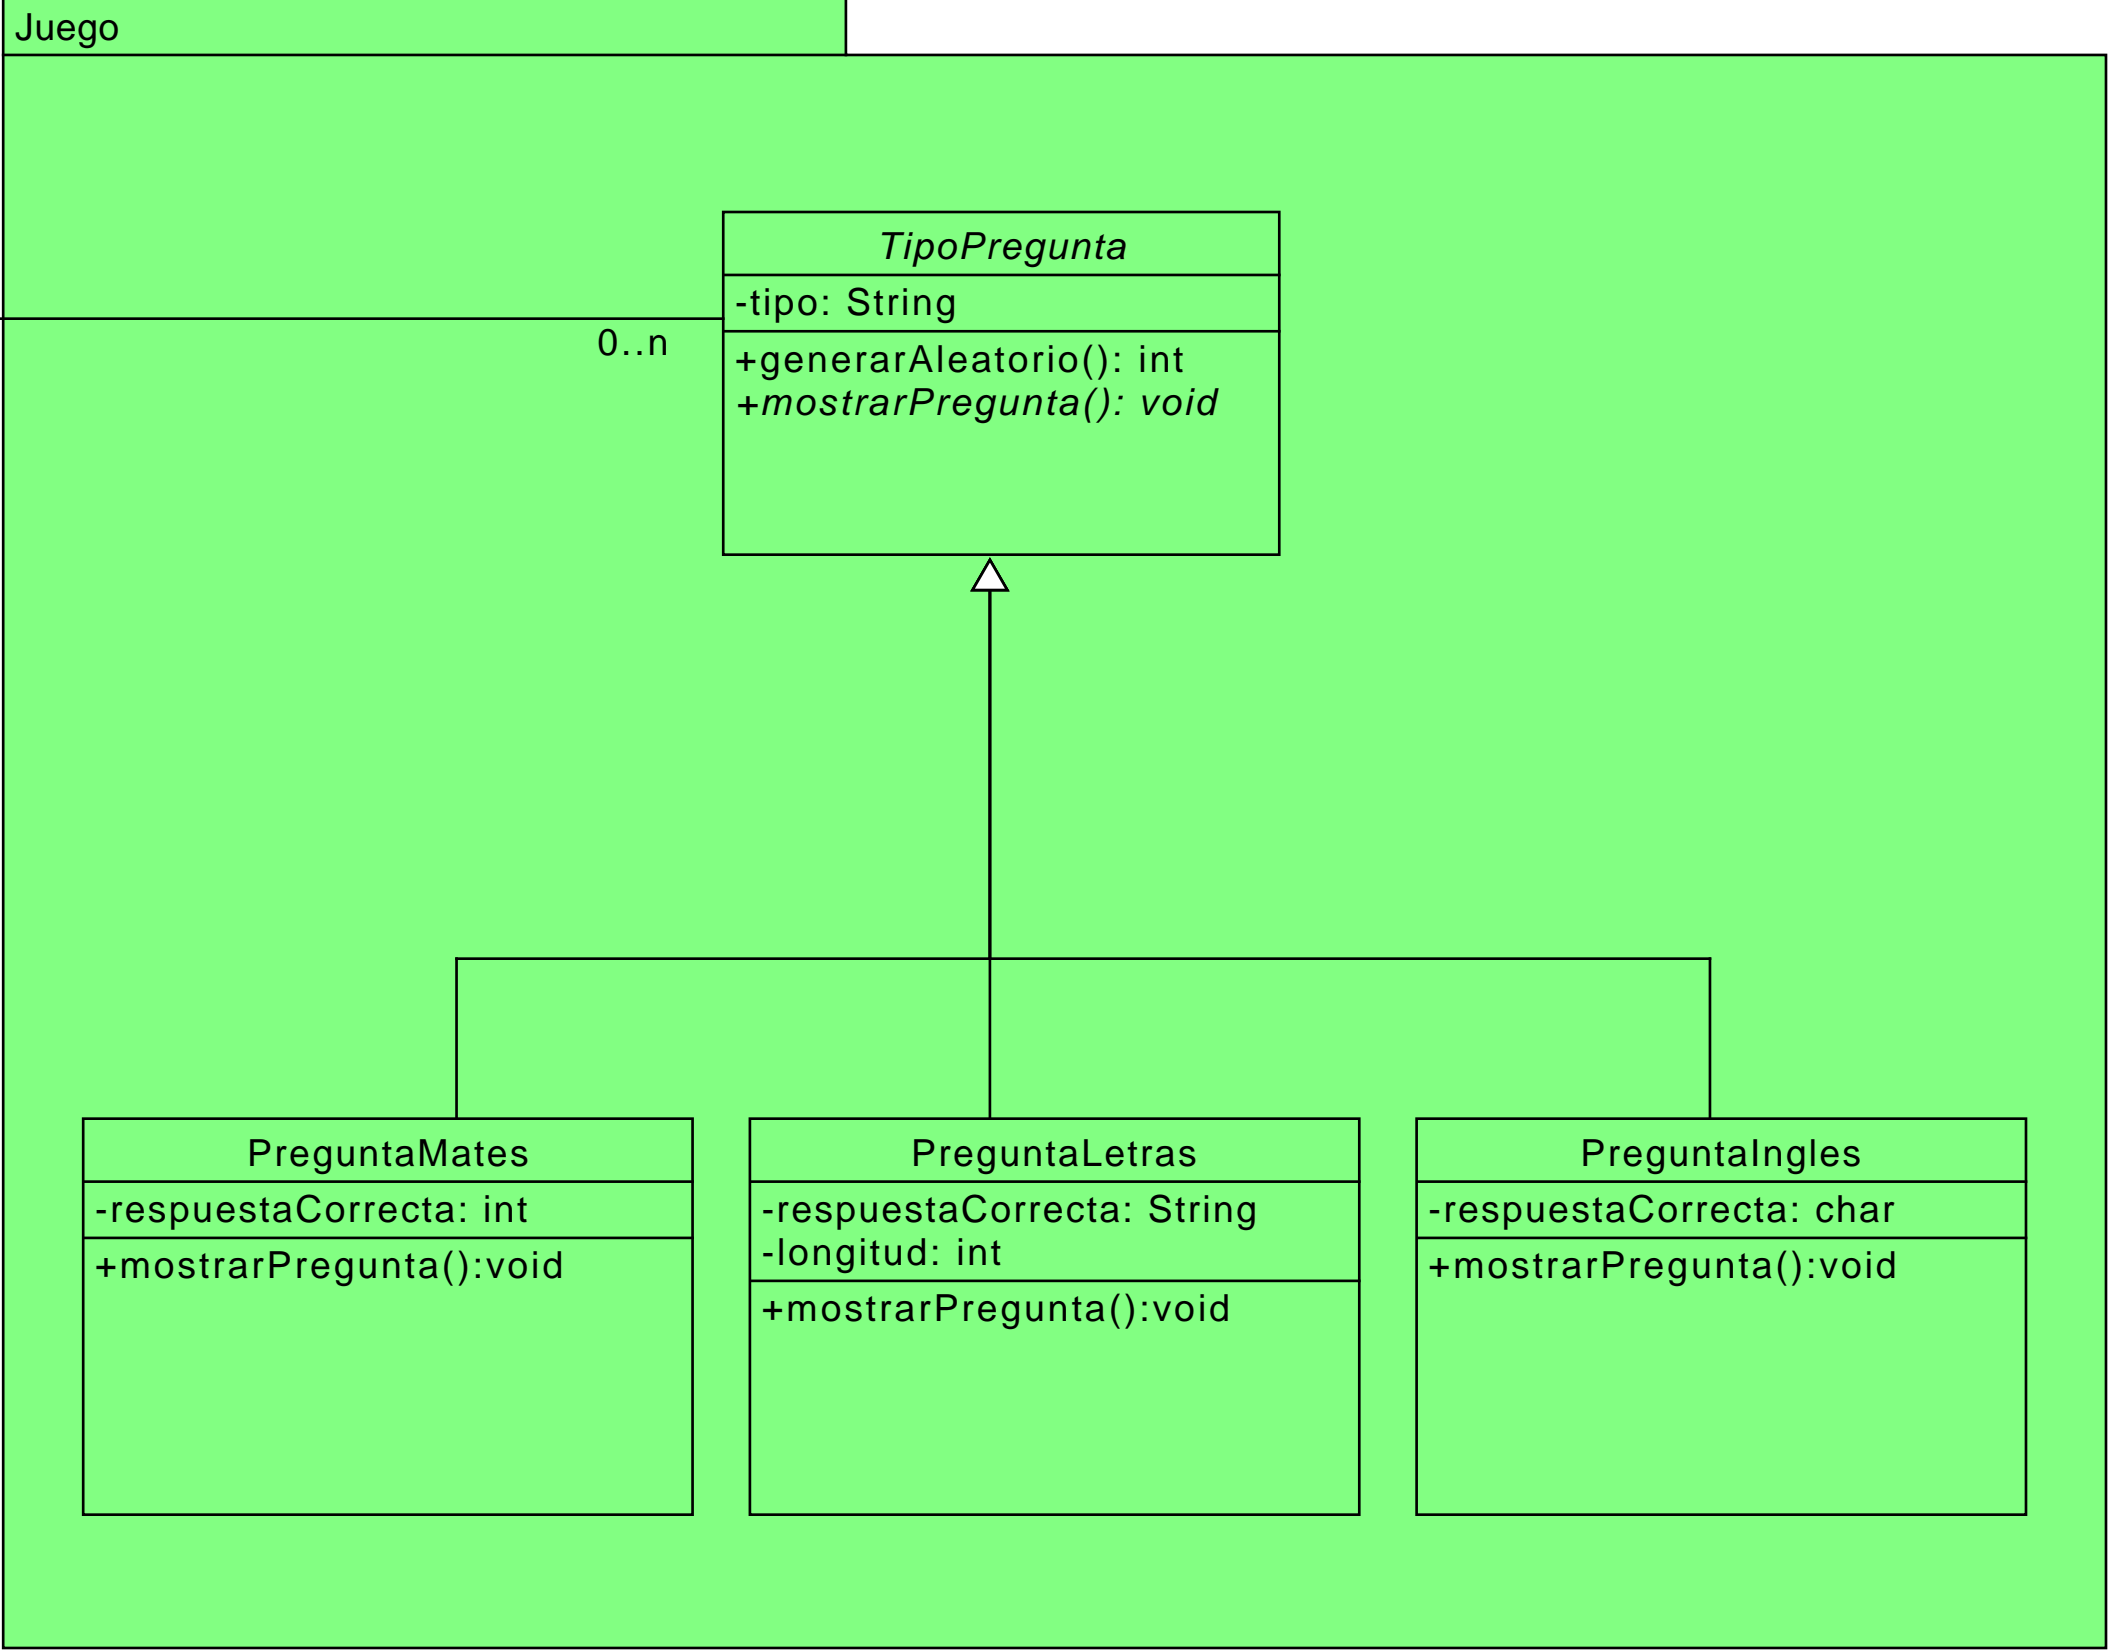 Juego
TipoPregunta
-tipo: String
0..n
+generarAleatorio(): int
+mostrarPregunta(): void
PreguntaMates
-respuestaCorrecta: int
+mostrarPregunta():void
PreguntaLetras
-respuestaCorrecta: String
-longitud: int
+mostrarPregunta():void
PreguntaIngles
-respuestaCorrecta: char
+mostrarPregunta():void